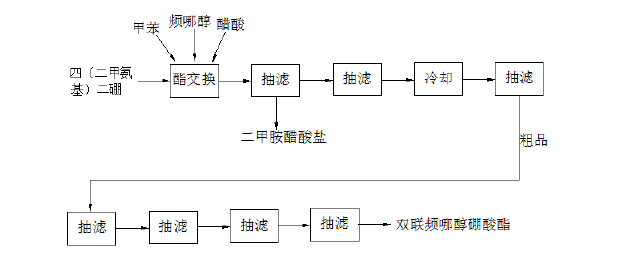 甲苯
频哪醇
醋酸
四（二甲氨
基）二硼
酯交换
抽滤
抽滤
冷却
抽滤
二甲胺醋酸盐
粗品
抽滤
抽滤
抽滤
抽滤
双联频哪醇硼酸酯